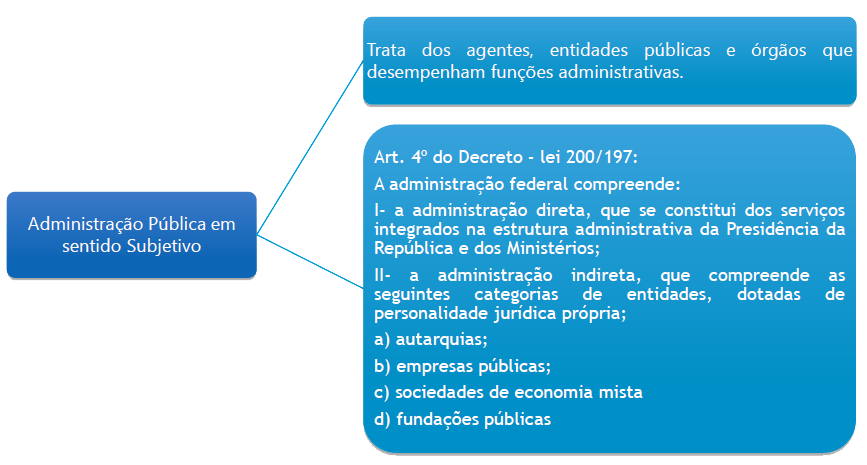 Trata dos agentes, entidades públicas e órgãos que
desempenham funções administrativas.
Administração Pública em
sentido Subjetivo
Art. 4º do Decreto - lei 200/197:
A administração federal compreende:
I- a administração direta, que se constitui dos serviços
integrados na estrutura administrativa da Presidência da
República e dos Ministérios;
II- a administração indireta, que compreende as
seguintes categorias de entidades, dotadas de
personalidade jurídica própria;
a) autarquias;
b) empresas públicas;
c) sociedades de economia mista
d) fundações públicas